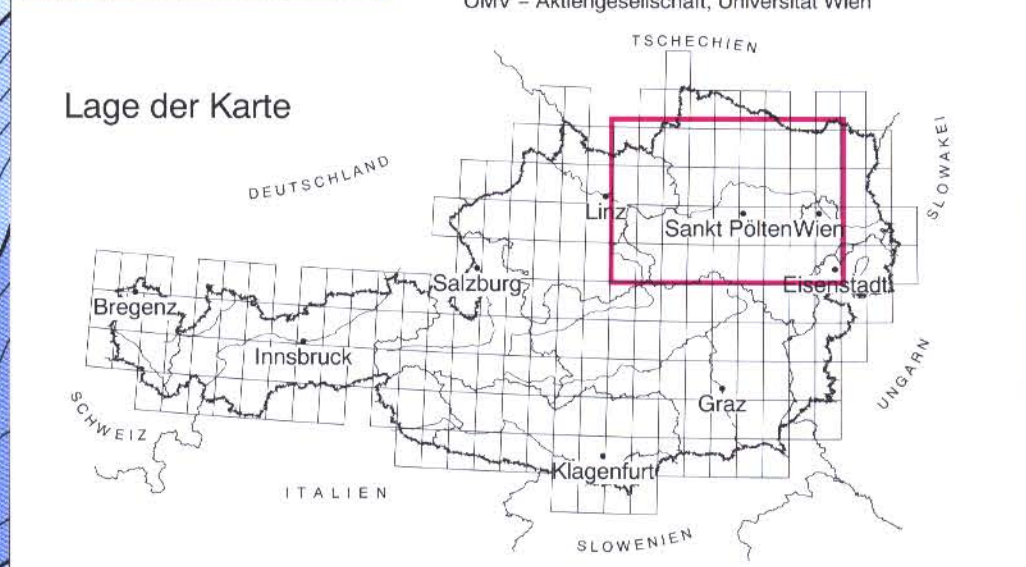 ÖMV – Aktiengesellschaft, Universität Wien
TSCHECHIEN
Lage der Karte
DEUTSCHLAND
SLOWAKEI
Linz
Sankt Pölten Wien
Salzburg
Eisenstadt
Bregenz
Innsbruck
Graz
UNGARN
SCHWEIZ
Klagenfurt
ITALIEN
SLOWENIEN